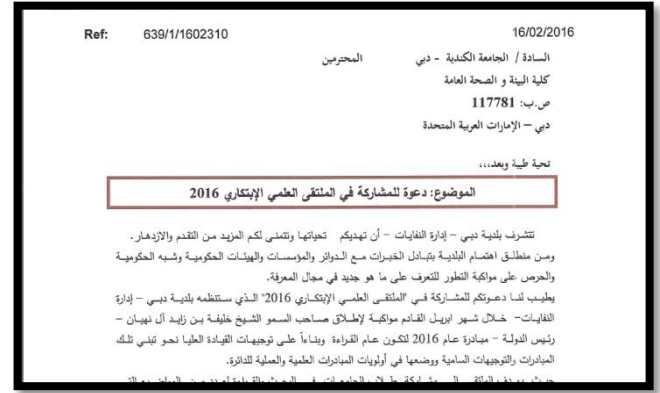 Ref: 639/1/1602310 16/02/2016
السادة / الجامعة الكندية - دبي المحترمين
كلية البيئة و الصحة العامة
ص.ب: 117781
دبي – الإمارات العربية المتحدة
تحية طيبة وبعد،،،
الموضوع: دعوة للمشاركة في الملتقى العلمي الإبتكاري 2016
تتشرف بلدية دبي – إدارة النفايات – أن تهديكم تحياتها وتتمنى لكم المزيد من التقدم والازدهار.
ومن منطلق اهتمام البلدية بتبادل الخبرات مع الدوائر والمؤسسات والهيئات الحكومية وشبه الحكومية
والحرص على مواكبة التطور للتعرف على ما هو جديد في مجال المعرفة.
يطيب لنا دعوتكم للمشاركة في "الملتقى العلمي الإبتكاري 2016" الذي ستنظمه بلدية دبي – إدارة
النفايات– خلال شهر ابريل القادم مواكبة لإطلاق صاحب السمو الشيخ خليفة بن زايد آل نهيان –
رئيس الدولة – مبادرة عام 2016 لتكون عام القراءة وبناءاً على توجيهات القيادة العليا نحو تبني تلك
المبادرات والتوجيهات السامية ووضعها في أولويات المبادرات العلمية والعملية للدائرة.